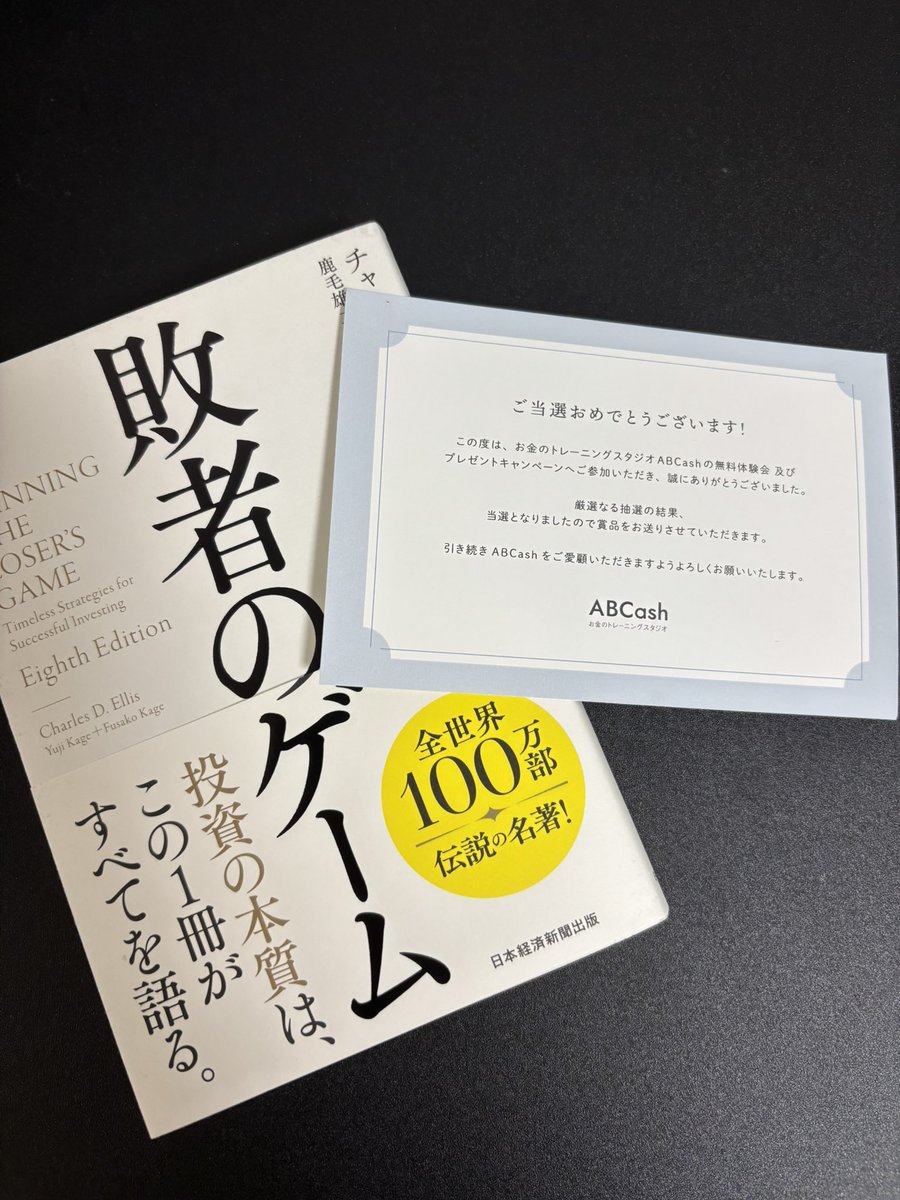 チャ
鹿毛雄
敗者のゲーム
INNING
THE
OSER'S
GAME
Timeless Strategies for
Successful Investing
Eighth Edition
Charles D. Ellis
Yuji Kage＋Fusako Kage
投資の本質は、
この1冊が
すべてを語る。
全世界
100万部
伝説の名著!
日本経済新聞出版
ご当選おめでとうございます!
この度は、お金のトレーニングスタジオABCashの無料体験会 及び
プレゼントキャンペーンへご参加いただき、誠にありがとうございました。
厳選なる抽選の結果、
当選となりましたので賞品をお送りさせていただきます。
引き続き ABCash をご愛顧いただきますようよろしくお願いいたします。
ABCash
お金のトレーニングスタジオ